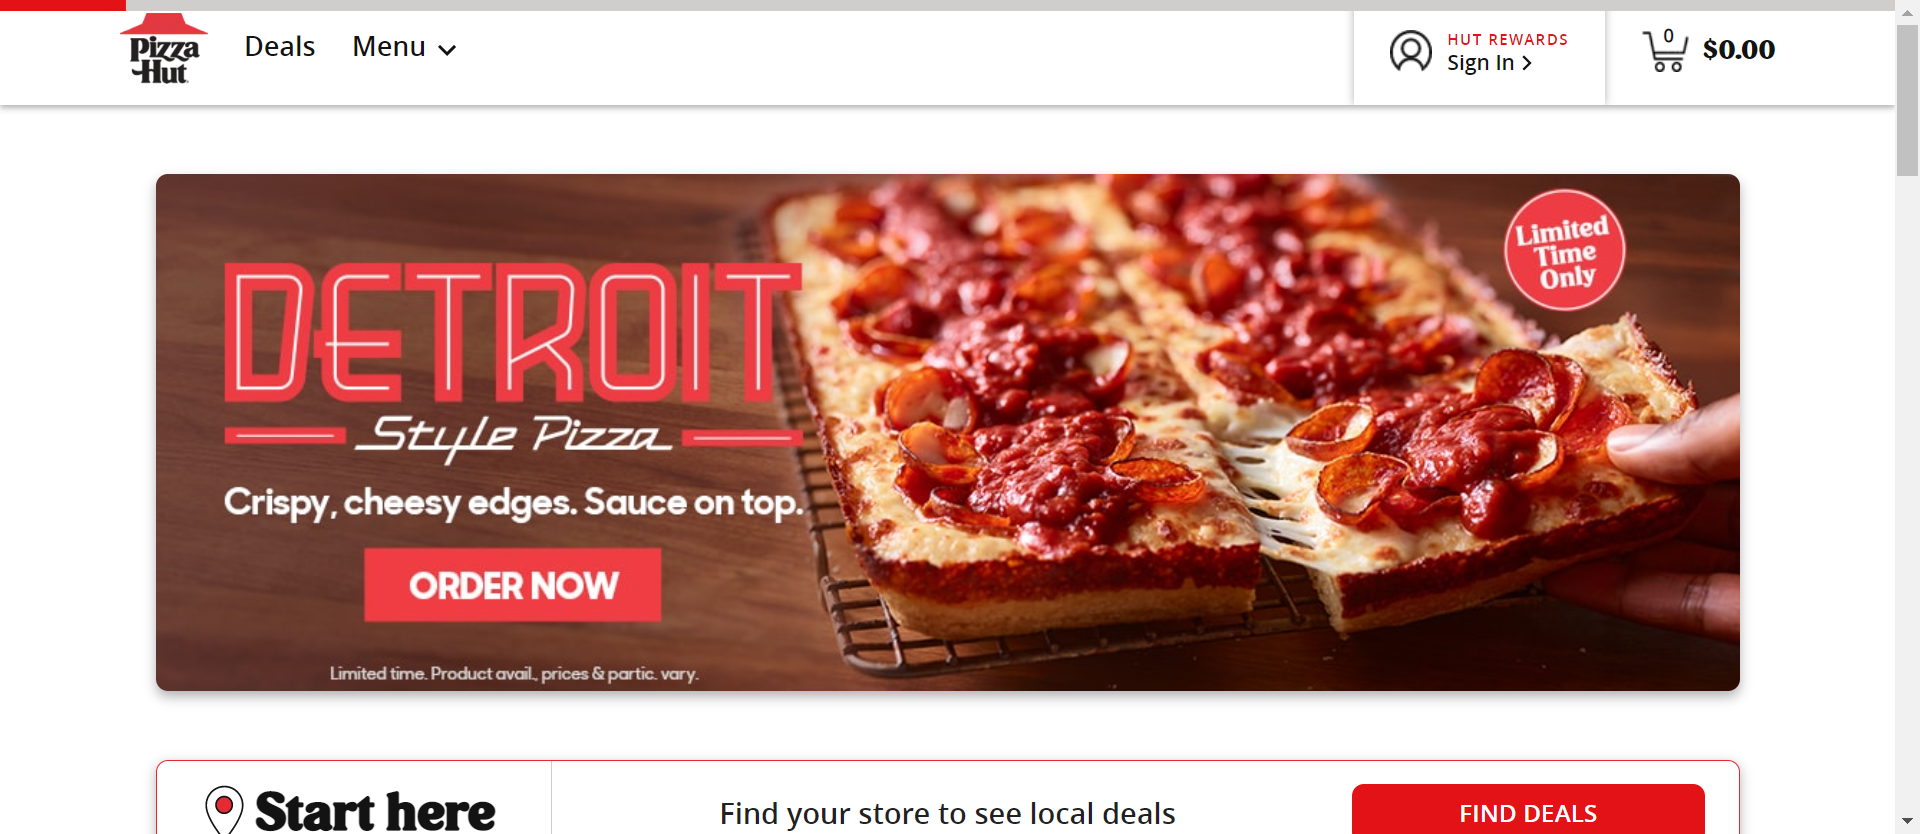 Pizza
Hut
Deals
Menu
HUT REWARDS
Sign In
0
$0.00
DETROIT
Style Pizza
Crispy, cheesy edges. Sauce on top.
ORDER NOW
Limited time. Product avail., prices & partic. vary.
Limited
Time
Only
Start here
Find your store to see local deals
FIND DEALS